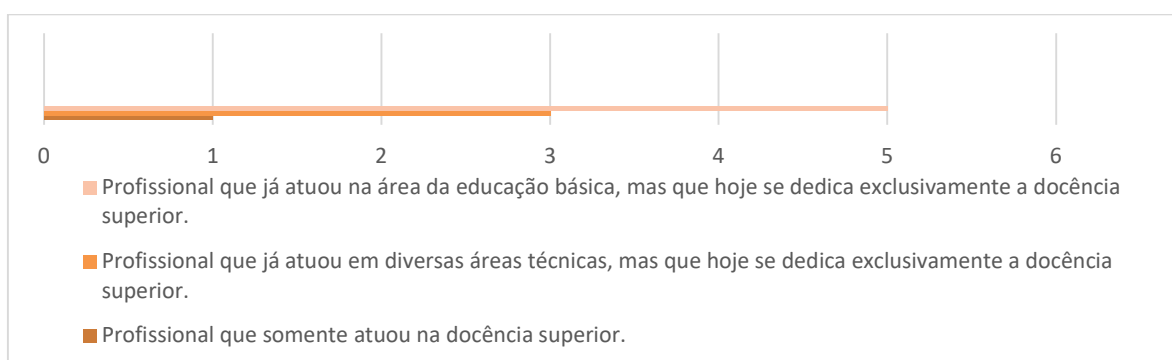 0 1 2 3 4 5 6
Profissional que já atuou na área da educação básica, mas que hoje se dedica exclusivamente a docência
superior.
Profissional que já atuou em diversas áreas técnicas, mas que hoje se dedica exclusivamente a docência
superior.
Profissional que somente atuou na docência superior.